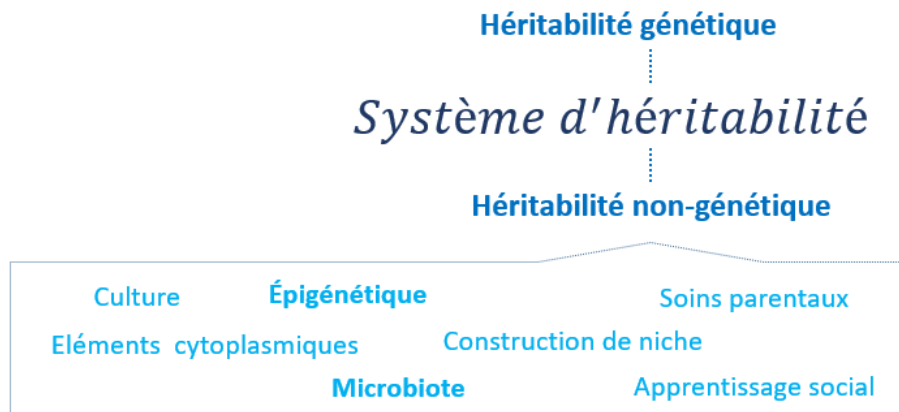 Héritabilité génétique
Système d'héritabilité
Héritabilité non-génétique
Culture Épigénétique Soins parentaux
Eléments cytoplasmiques Construction de niche
Microbiote Apprentissage social